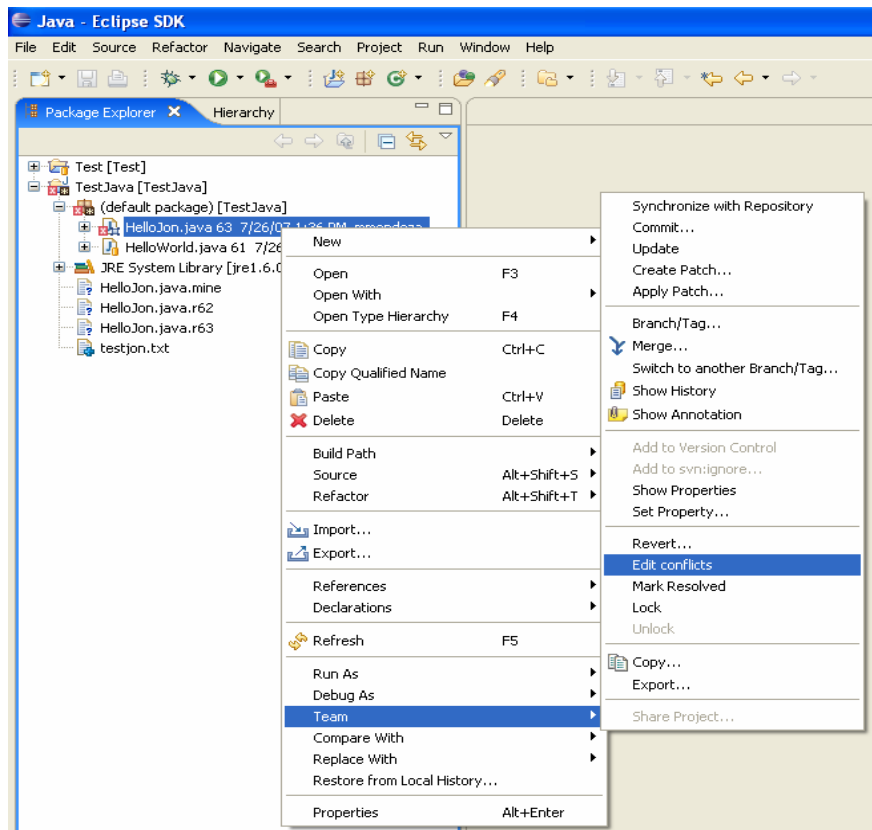 Java - Eclipse SDK
File Edit Source Refactor Navigate Search Project Run Window Help
Package Explorer Hierarchy
Test [Test]
TestJava [TestJava]
(default package) [TestJava]
HelloJon.java 63 7/26/07 1:36 PM mmendoza
HelloWorld.java 61 7/26
JRE System Library [jre1.6.0
HelloJon.java.mine
HelloJon.java.r62
HelloJon.java.r63
testjon.txt
New
Open F3
Open With
Open Type Hierarchy F4
Copy Ctrl+C
Copy Qualified Name
Paste Ctrl+V
Delete Delete
Build Path
Source Alt+Shift+S
Refactor Alt+Shift+T
Import...
Export...
References
Declarations
Refresh F5
Run As
Debug As
Team
Compare With
Replace With
Restore from Local History...
Properties Alt+Enter
Synchronize with Repository
Commit...
Update
Create Patch...
Apply Patch...
Branch/Tag...
Merge...
Switch to another Branch/Tag...
Show History
Show Annotation
Add to Version Control
Add to svn:ignore...
Show Properties
Set Property...
Revert...
Edit conflicts
Mark Resolved
Lock
Unlock
Copy...
Export...
Share Project...